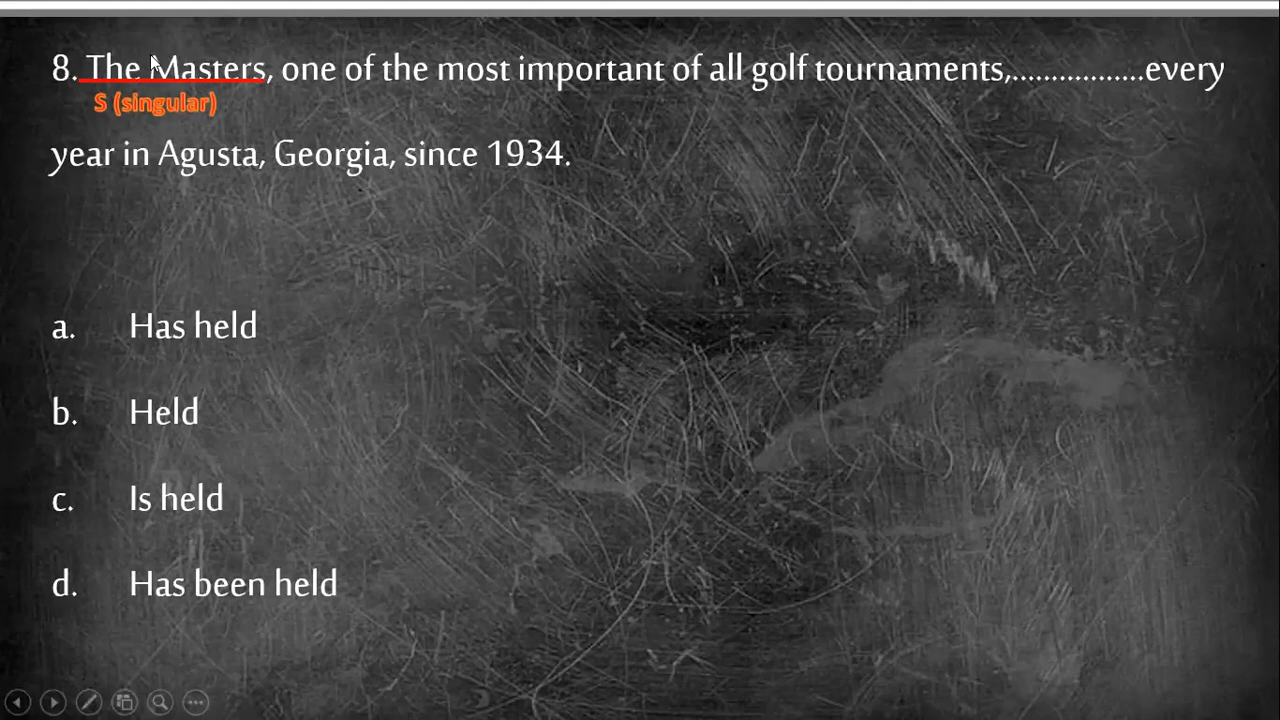 8. The Masters, one of the most important of all golf tournaments,.................every
S (singular)
year in Agusta, Georgia, since 1934.
a. Has held
b. Held
c. Is held
d. Has been held